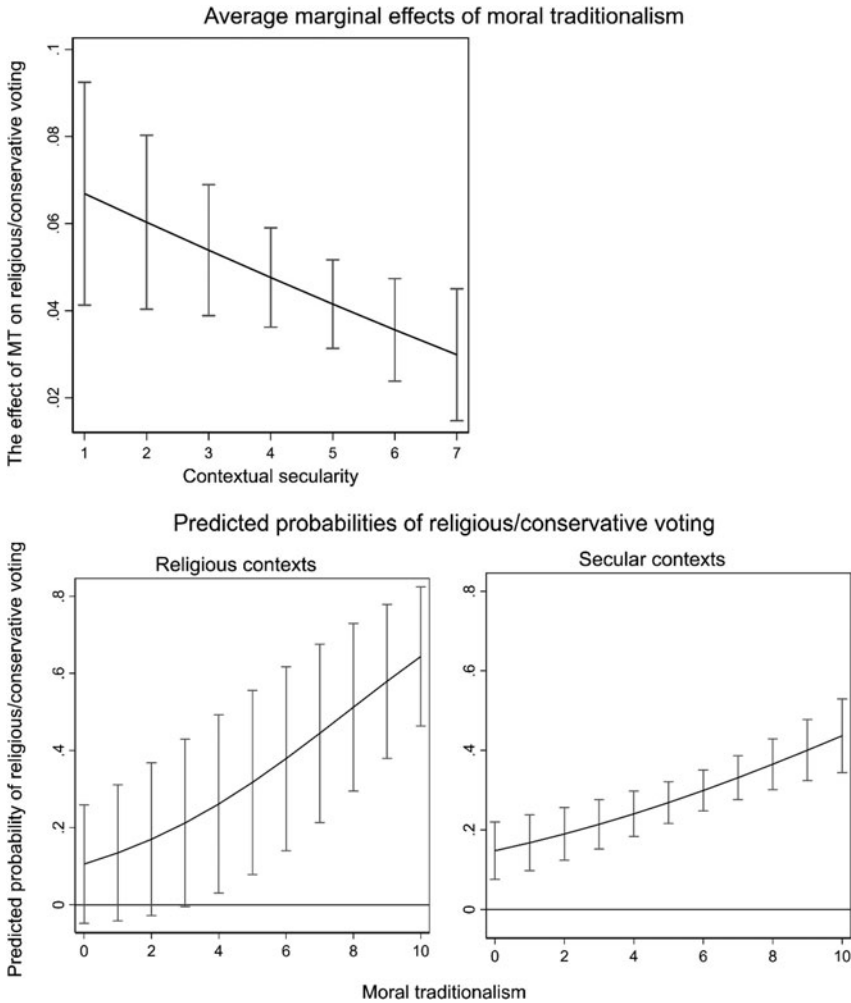 Average marginal effects of moral traditionalism
The effect of MT on religious/conservative voting
.1
.08
.06
.04
.02
1 2 3 4 5 6 7
Contextual secularity
Predicted probabilities of religious/conservative voting
Predicted probability of religious/conservative voting
Religious contexts
.8
.6
.4
.2
0
0 2 4 6 8 10
Secular contexts
.8
.6
.4
.2
0
0 2 4 6 8 10
Moral traditionalism